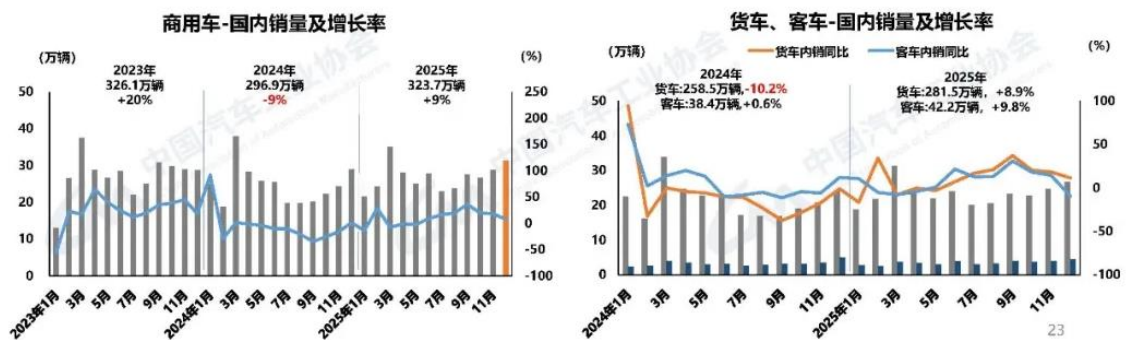 商用车-国内销量及增长率
(万辆)
(%)
2023年
326.1万辆
+20%
2024年
296.9万辆
-9%
2025年
323.7万辆
+9%
50
40
30
20
10
0
250
200
150
100
50
0
-50
-100
2023年1月
3月
5月
7月
9月
11月
2024年1月
3月
5月
7月
9月
11月
2025年1月
3月
5月
7月
9月
11月
货车、客车-国内销量及增长率
(万辆)
货车内销同比
客车内销同比
(%)
2024年
货车:258.5万辆,-10.2%
客车:38.4万辆,+0.6%
2025年
货车:281.5万辆，+8.9%
客车:42.2万辆，+9.8%
50
40
30
20
10
0
100
50
0
-50
-100
2024年1月
3月
5月
7月
9月
11月
2025年1月
3月
5月
7月
9月
11月
中国汽车工业协会
23